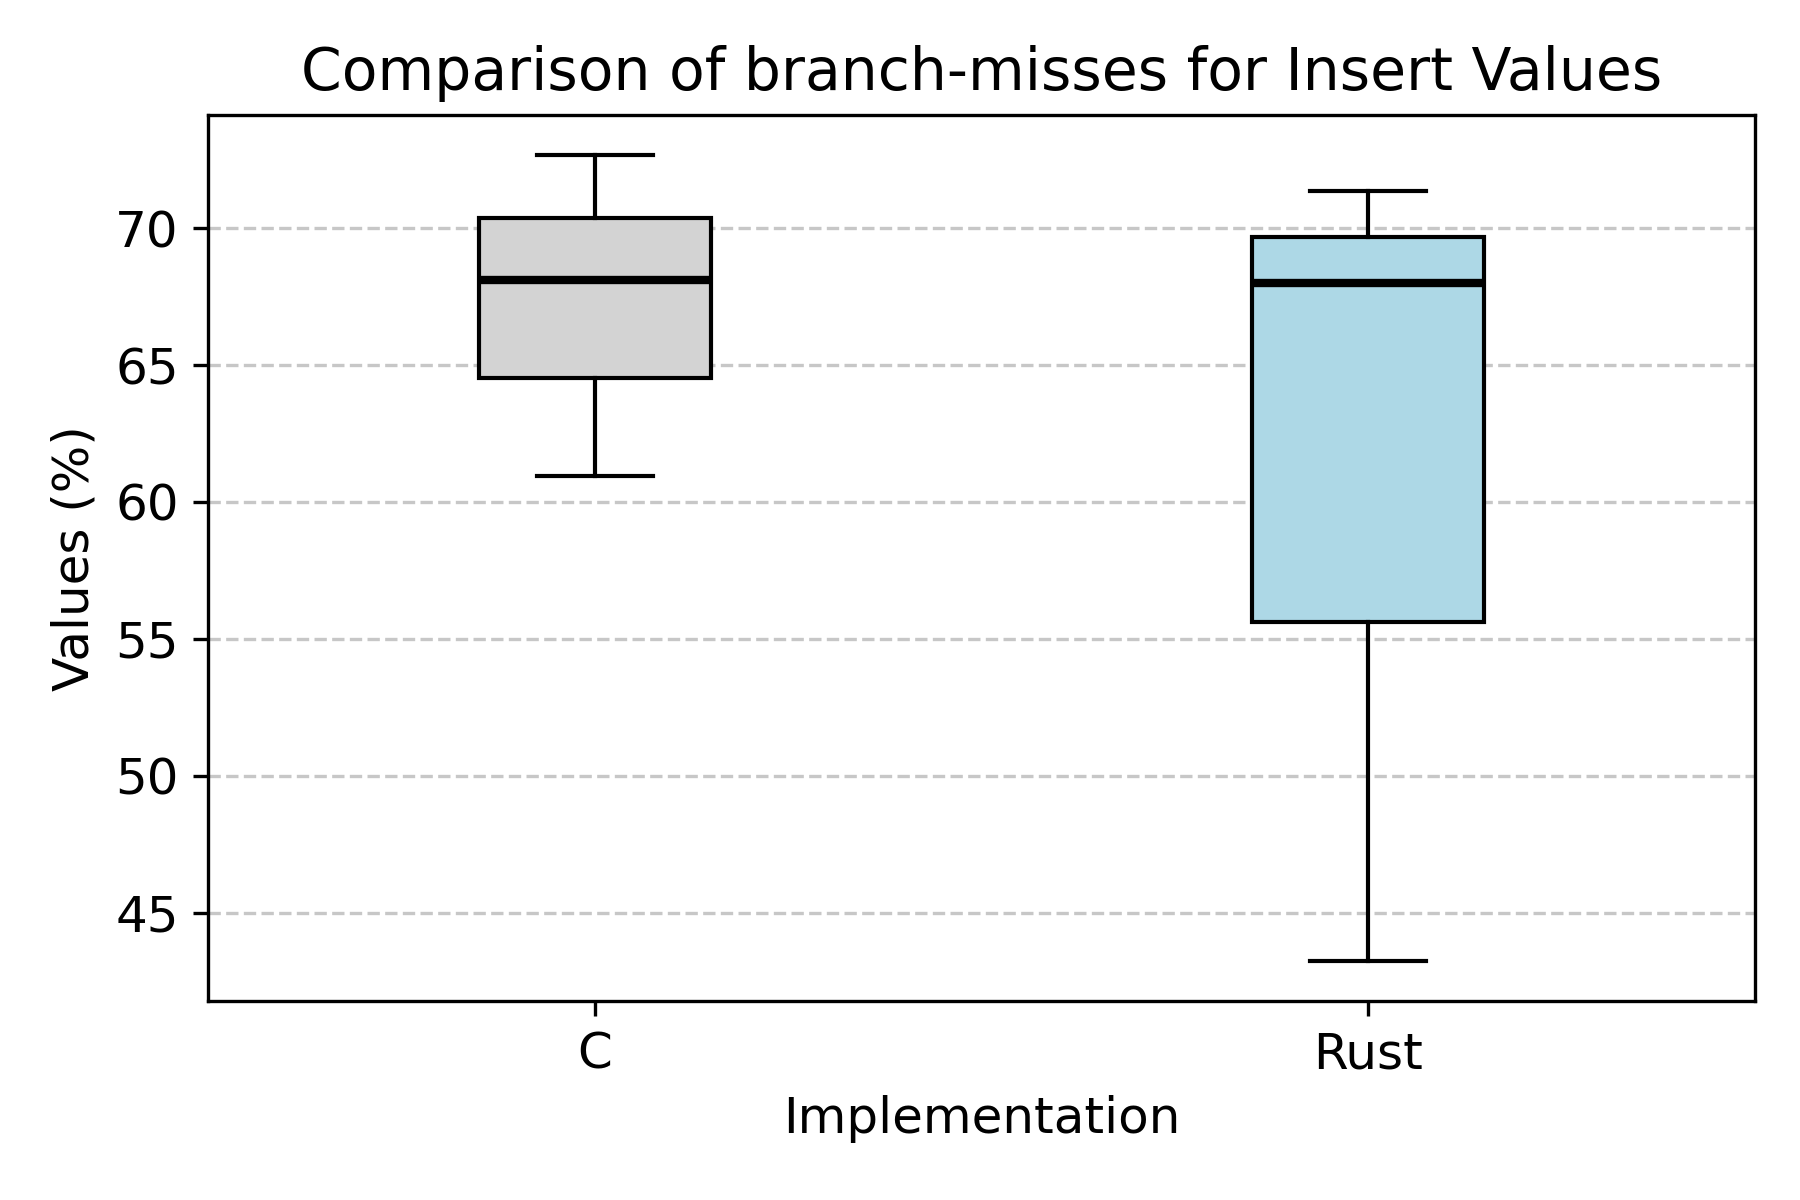 Comparison of branch-misses for Insert Values
Values (%)
70
65
60
55
50
45
C
Rust
Implementation